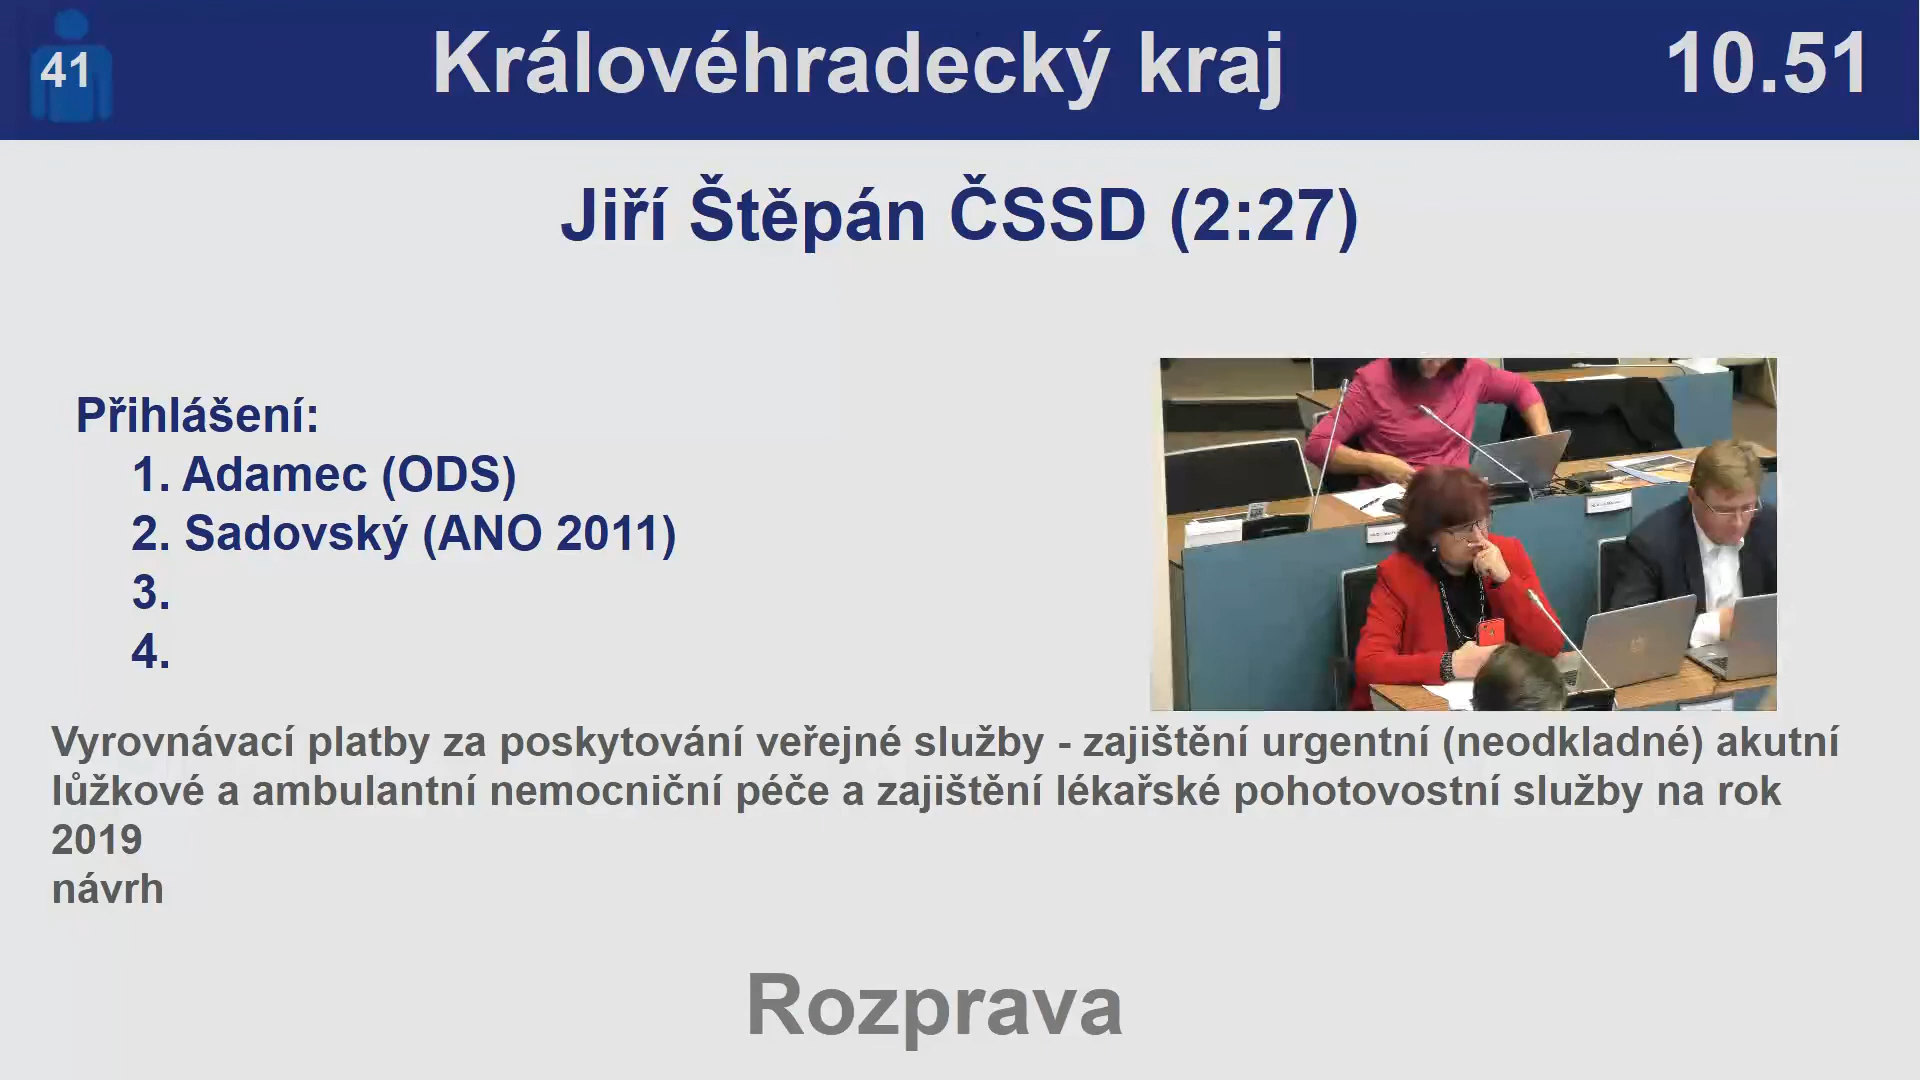 41
Královéhradecký kraj
10.51
Jiří Štěpán ČSSD (2:27)
Přihlášení:
1. Adamec (ODS)
2. Sadovský (ANO 2011)
3.
4.
Vyrovnávací platby za poskytování veřejné služby - zajištění urgentní (neodkladné) akutní
lůžkové a ambulantní nemocniční péče a zajištění lékařské pohotovostní služby na rok
2019
návrh
Rozprava